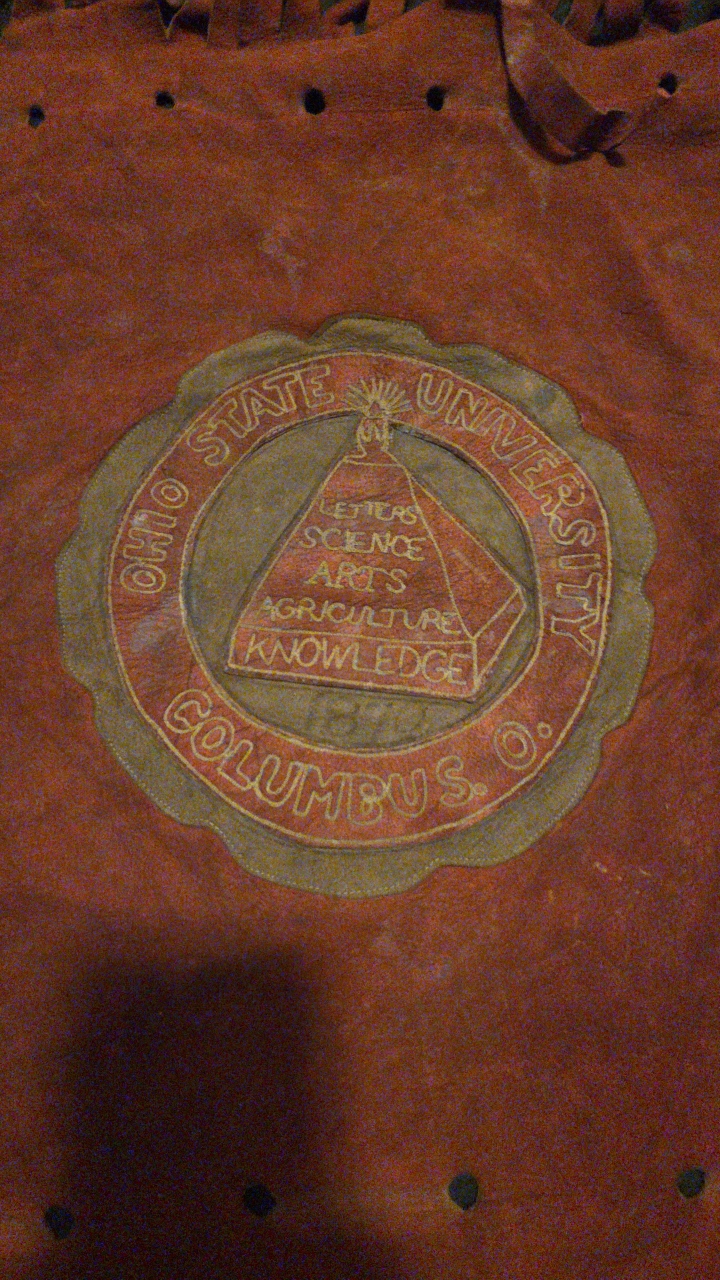 OHIO STATE UNIVERSITY
LETTERS
SCIENCE
ARTS
AGRICULTURE
KNOWLEDGE
COLUMBUS. O.